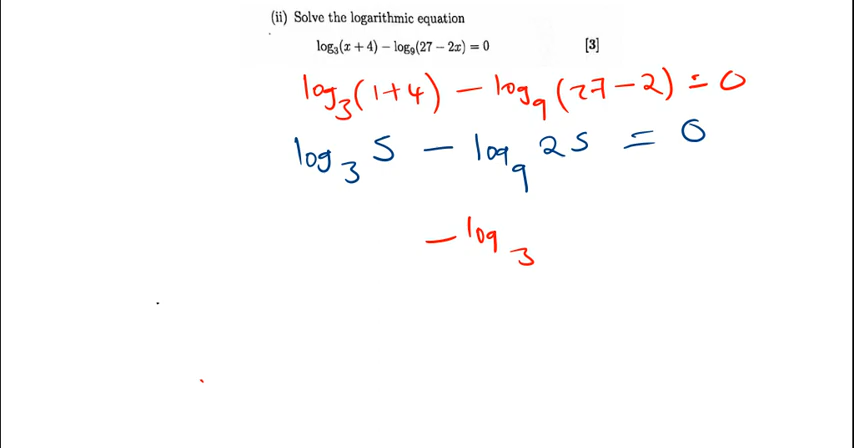 (ii) Solve the logarithmic equation
log₃(x + 4) − log₉(27 − 2x) = 0 [3]
log₃(1+4) − log₉(27−2) = 0
log₃ 5 − log₉ 25 = 0
− log₃